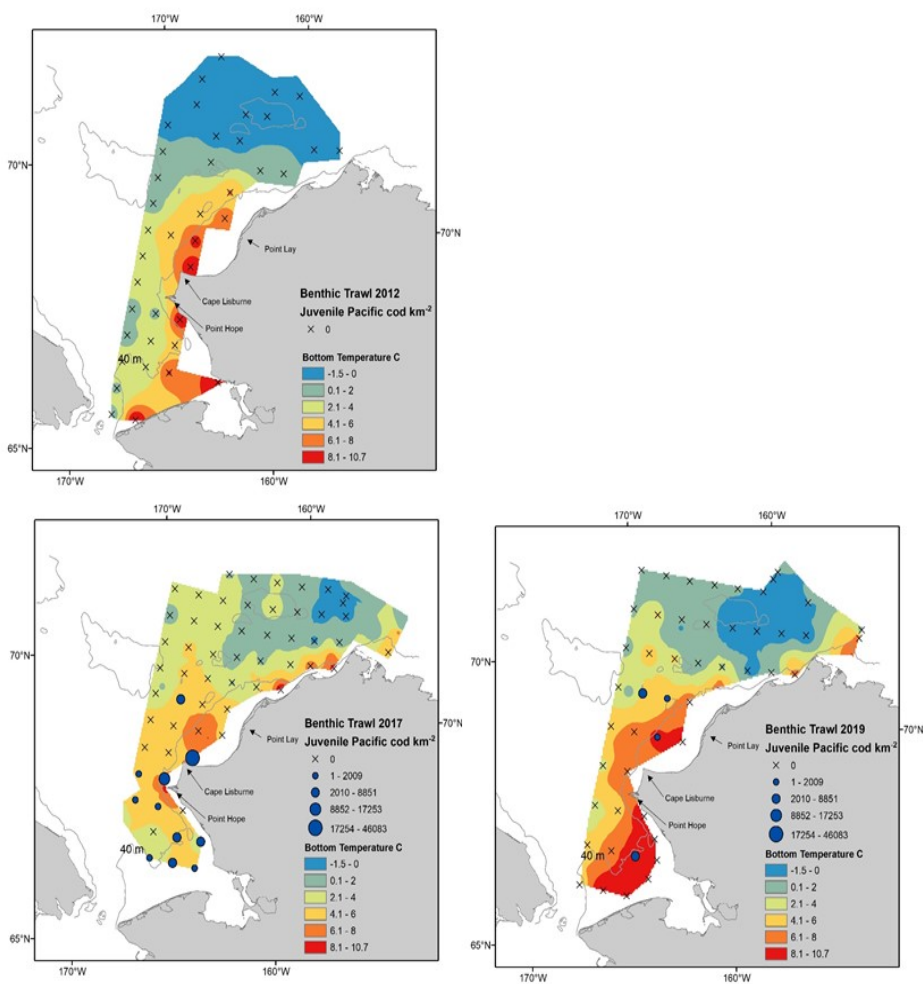 170°W
160°W
70°N
70°N
Point Lay
Cape Lisburne
Point Hope
40 m
65°N
170°W
160°W
Benthic Trawl 2012
Juvenile Pacific cod km-2
0
Bottom Temperature C
-1.5 - 0
0.1 - 2
2.1 - 4
4.1 - 6
6.1 - 8
8.1 - 10.7
170°W
160°W
70°N
70°N
Point Lay
Cape Lisburne
Point Hope
40 m
65°N
170°W
160°W
Benthic Trawl 2017
Juvenile Pacific cod km-2
0
1 - 2009
2010 - 8851
8852 - 17253
17254 - 46083
Bottom Temperature C
-1.5 - 0
0.1 - 2
2.1 - 4
4.1 - 6
6.1 - 8
8.1 - 10.7
170°W
160°W
70°N
70°N
Point Lay
Cape Lisburne
Point Hope
40 m
65°N
170°W
160°W
Benthic Trawl 2019
Juvenile Pacific cod km-2
0
1 - 2009
2010 - 8851
8852 - 17253
17254 - 46083
Bottom Temperature C
-1.5 - 0
0.1 - 2
2.1 - 4
4.1 - 6
6.1 - 8
8.1 - 10.7